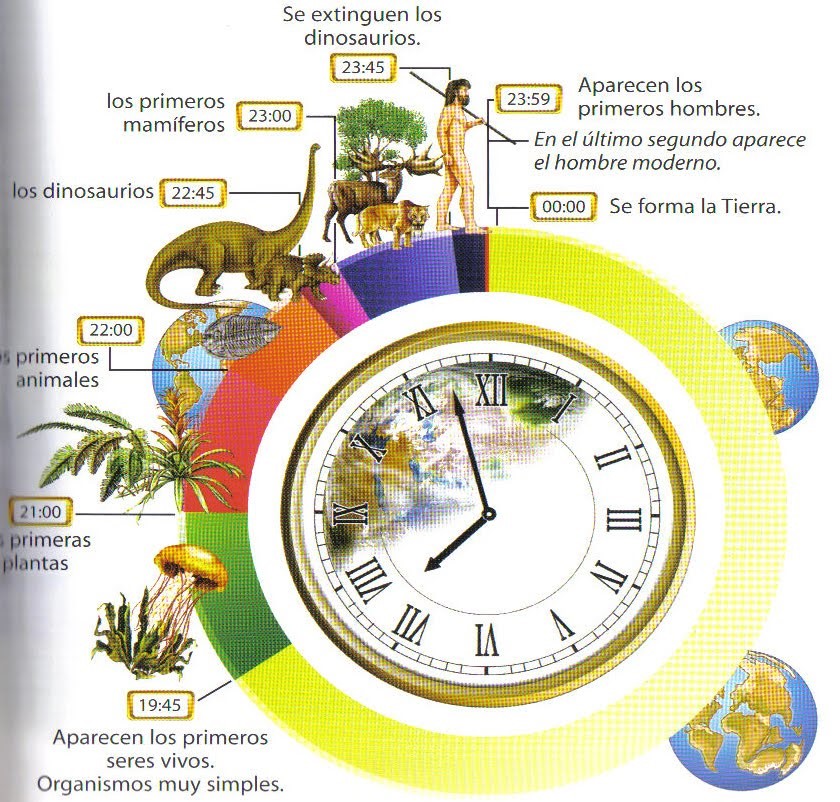 Se extinguen los
dinosaurios.
23:45
23:59
Aparecen los
primeros hombres.
En el último segundo aparece
el hombre moderno.
00:00
Se forma la Tierra.
los primeros
mamíferos
23:00
los dinosaurios
22:45
22:00
primeros
animales
21:00
primeras
plantas
19:45
Aparecen los primeros
seres vivos.
Organismos muy simples.
XII
I
II
III
IV
V
VI
VII
VIII
IX
X
XI